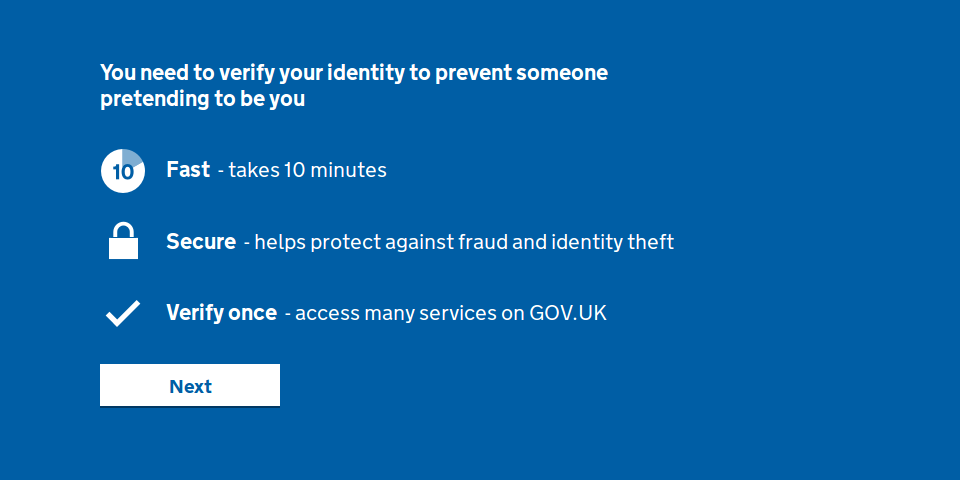 You need to verify your identity to prevent someone
pretending to be you
10
Fast - takes 10 minutes
Secure - helps protect against fraud and identity theft
Verify once - access many services on GOV.UK
Next